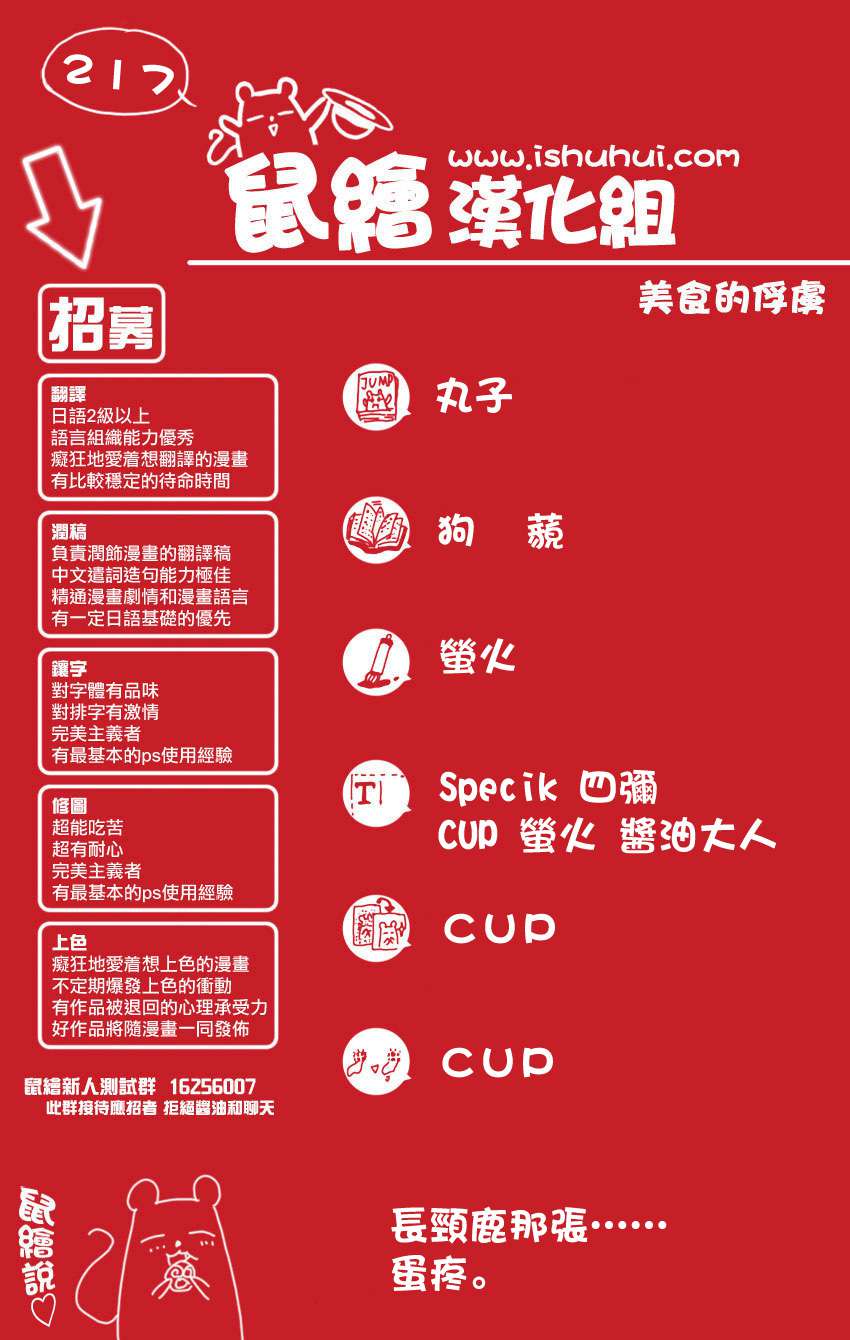 217
www.ishuhui.com
鼠繪漢化組
美食的俘虜
招募
翻譯
日語2級以上
語言組織能力優秀
癡狂地愛着想翻譯的漫畫
有比較穩定的待命時間
潤稿
負責潤飾漫畫的翻譯稿
中文遣詞造句能力極佳
精通漫畫劇情和漫畫語言
有一定日語基礎的優先
鑲字
對字體有品味
對排字有激情
完美主義者
有最基本的ps使用經驗
修圖
超能吃苦
超有耐心
完美主義者
有最基本的ps使用經驗
上色
癡狂地愛着想上色的漫畫
不定期爆發上色的衝動
有作品被退回的心理承受力
好作品將隨漫畫一同發佈
鼠繪新人測試群 16256007
此群接待應招者 拒絕醬油和聊天
JUMP
丸子
狗 藐
螢火
T
Specik 四彌
CUP 螢火 醬油大人
CUP
CUP
鼠繪說♡
長頸鹿那張……
蛋疼。